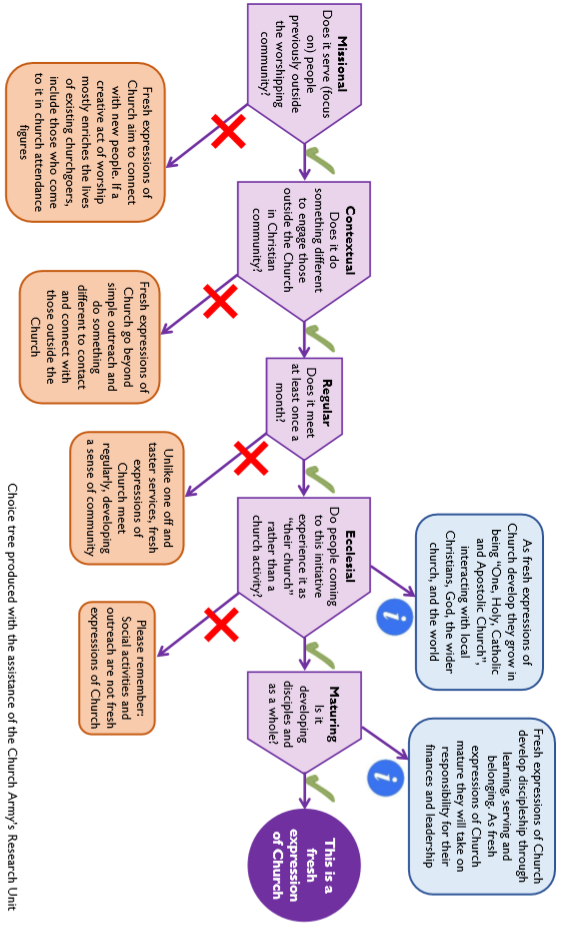 Missional
Does it serve (focus
on) people
previously outside
the worshipping
community?
Contextual
Does it do
something different
to engage those
outside the Church
in Christian
community?
Regular
Does it meet
at least once a
month?
Ecclesial
Do people coming
to this initiative
experience it as
“their church”
rather than a
church activity?
Maturing
Is it
developing
disciples and
as a whole?
This is a
fresh
expression
of Church
As fresh expressions of
Church develop they grow in
being “One, Holy, Catholic
and Apostolic Church”,
interacting with local
Christians, God, the wider
church, and the world
i
Fresh expressions of Church
develop discipleship through
learning, serving and
belonging. As fresh
expressions of Church
mature they will take on
responsibility for their
finances and leadership
i
Fresh expressions of
Church aim to connect
with new people. If a
creative act of worship
mostly enriches the lives
of existing churchgoers,
include those who come
to it in church attendance
figures
Fresh expressions of
Church go beyond
simple outreach and
do something
different to contact
and connect with
those outside the
Church
Unlike one off and
taster services, fresh
expressions of
Church meet
regularly, developing
a sense of community
Please remember:
Social activities and
outreach are not fresh
expressions of Church
Choice tree produced with the assistance of the Church Army's Research Unit